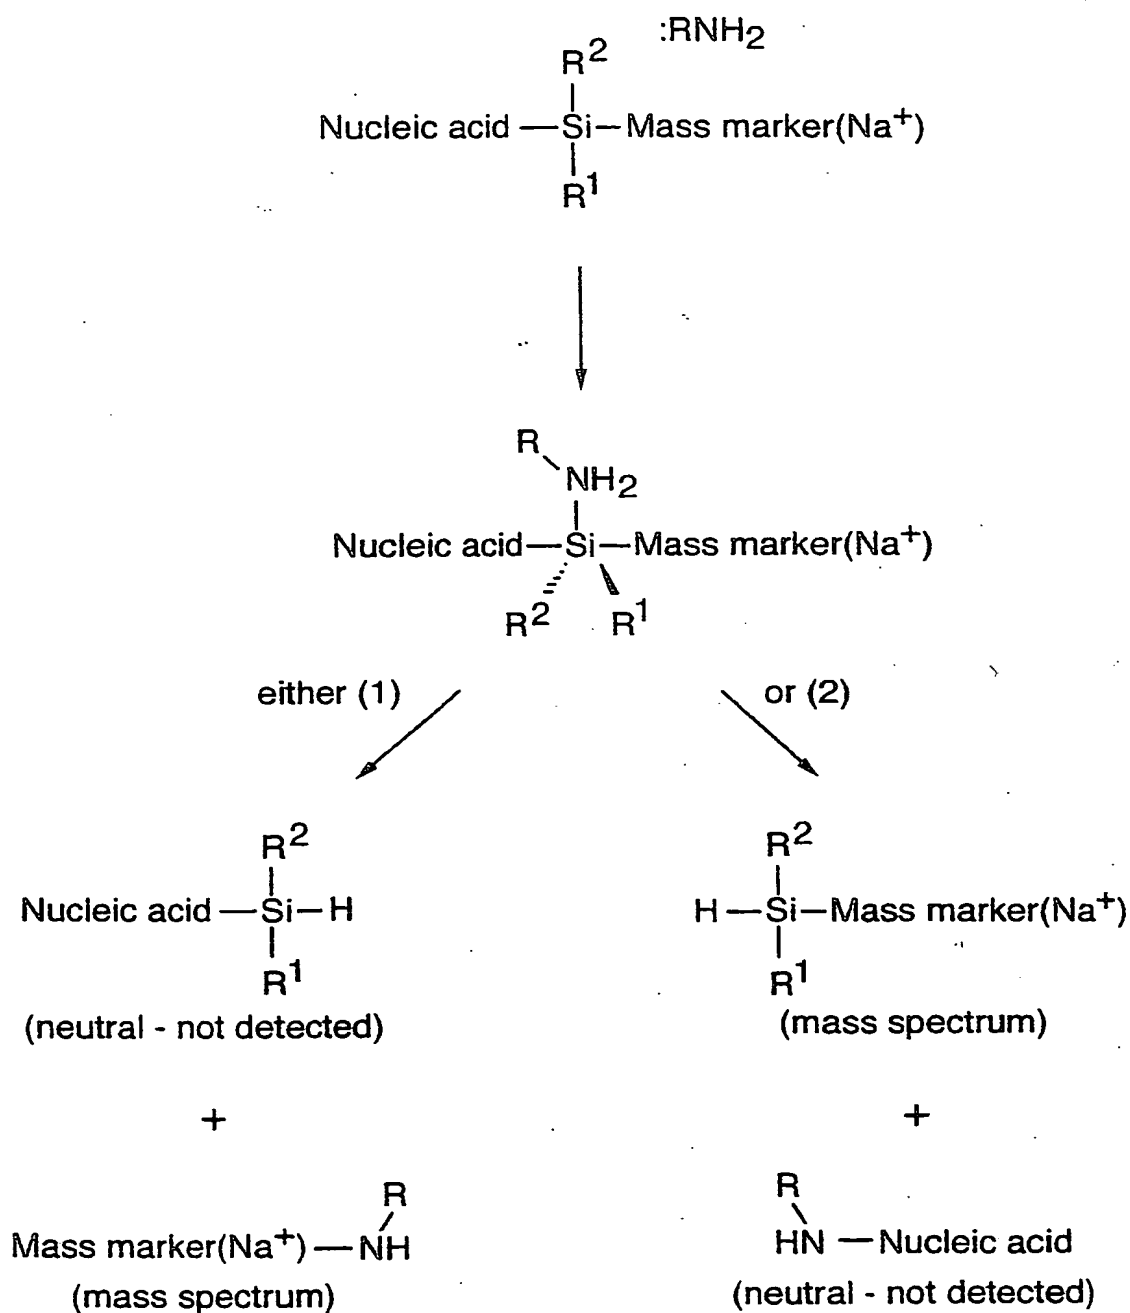 :RNH2
R2
Nucleic acid—Si—Mass marker(Na+)
R1
R
NH2
Nucleic acid—Si—Mass marker(Na+)
R2 R1
either (1) or (2)
R2
Nucleic acid—Si—H
R1
(neutral - not detected)
+
R
Mass marker(Na+)—NH
(mass spectrum)
R2
H—Si—Mass marker(Na+)
R1
(mass spectrum)
+
R
HN—Nucleic acid
(neutral - not detected)